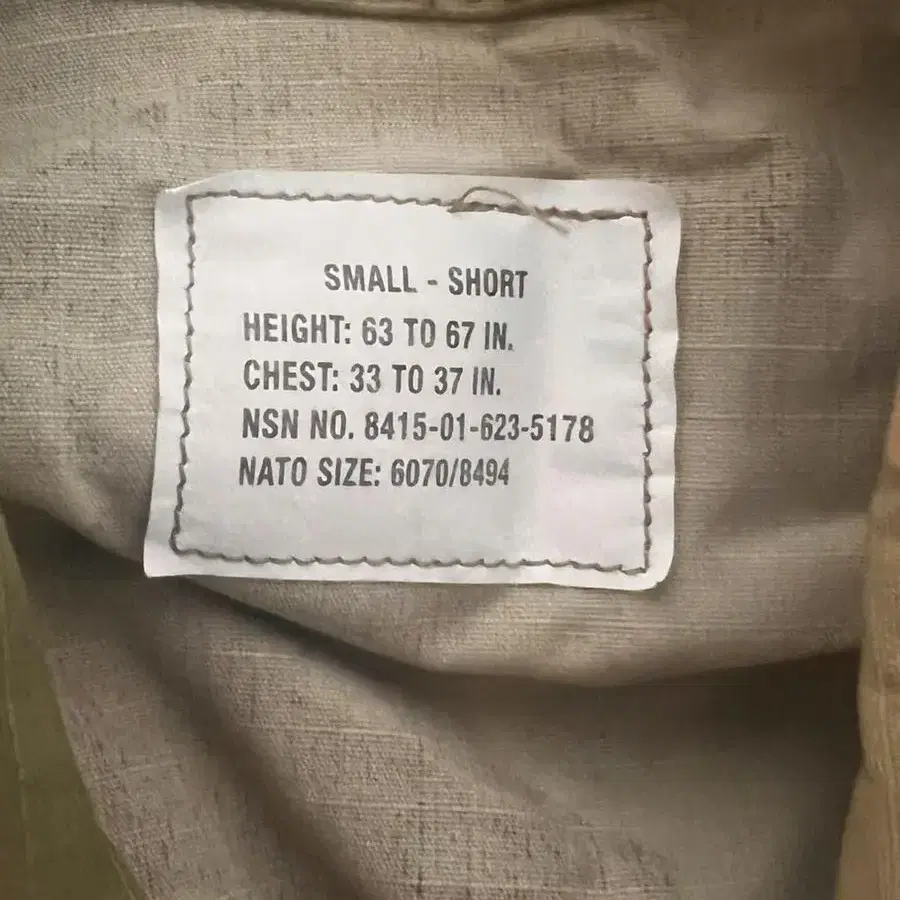 SMALL - SHORT
HEIGHT: 63 TO 67 IN.
CHEST: 33 TO 37 IN.
NSN NO. 8415-01-623-5178
NATO SIZE: 6070/8494